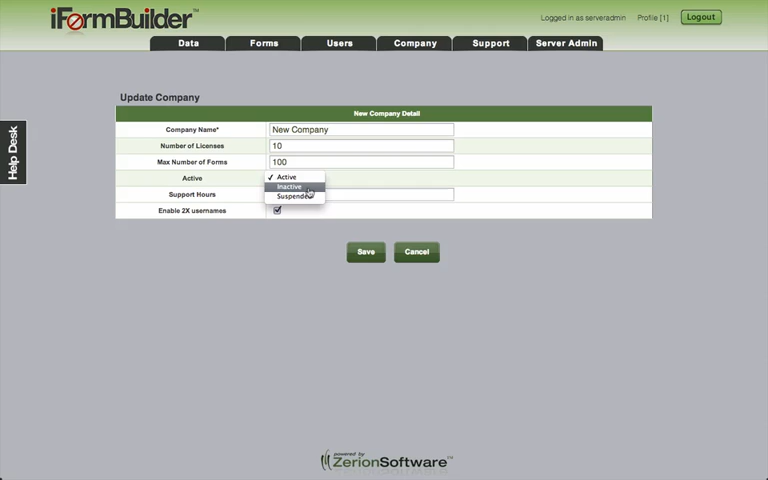 iFormBuilder™
Logged in as serveradmin Profile [1] Logout
Data Forms Users Company Support Server Admin
Help Desk
Update Company
New Company Detail
Company Name* New Company
Number of Licenses 10
Max Number of Forms 100
Active ✓ Active
Inactive
Suspended
Support Hours
Enable 2X usernames
Save Cancel
powered by
ZerionSoftware™